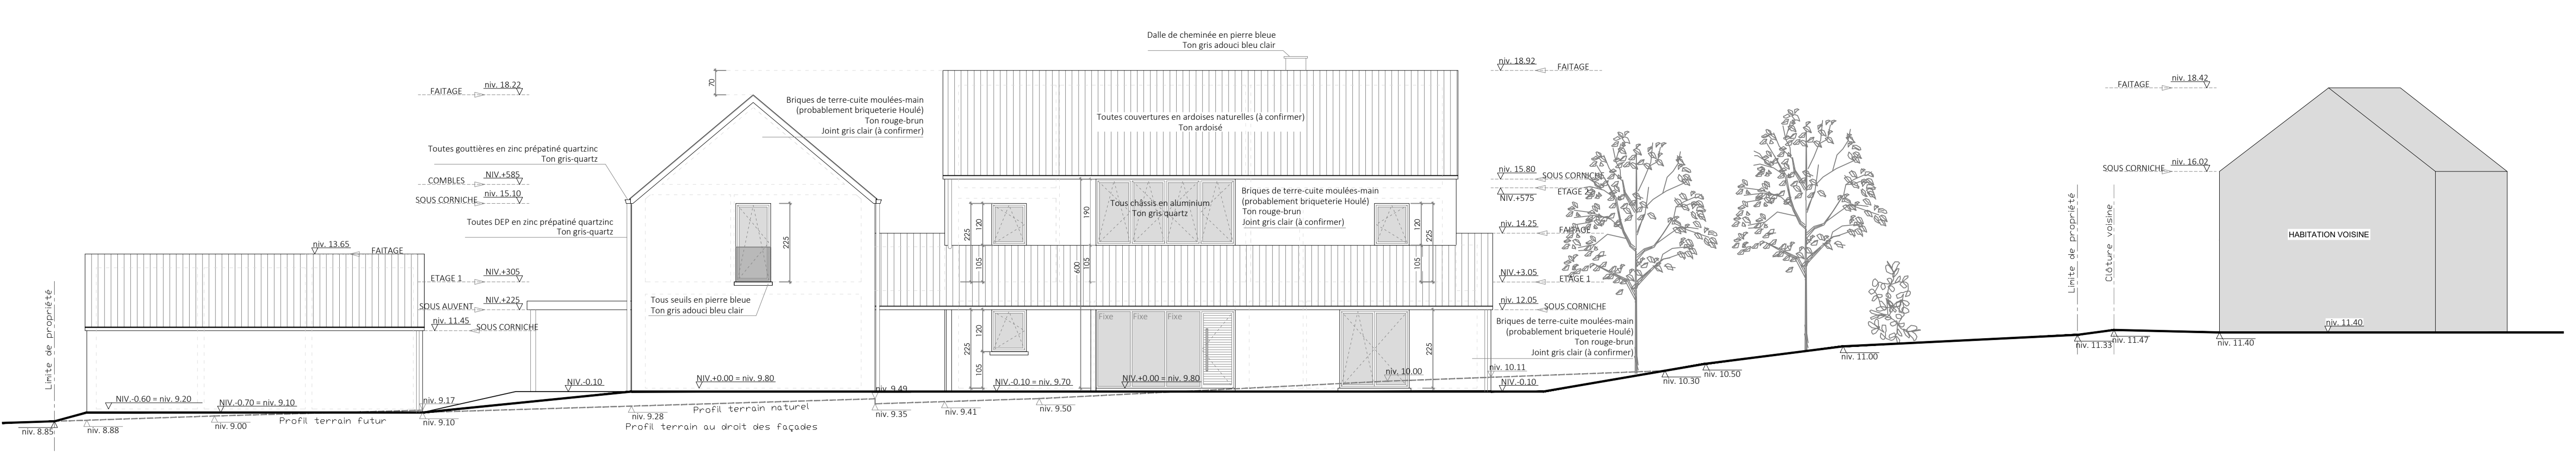 Dalle de cheminée en pierre bleue
Ton gris adouci bleu clair
niv. 18.92
FAITAGE
niv. 18.42
FAITAGE
70
niv. 18.22
FAITAGE
Briques de terre-cuite moulées-main
(probablement briqueterie Houlé)
Ton rouge-brun
Joint gris clair (à confirmer)
Toutes couvertures en ardoises naturelles (à confirmer)
Ton ardoisé
Toutes gouttières en zinc prépatiné quartzinc
Ton gris-quartz
niv. 16.02
SOUS CORNICHE
niv. 15.80
SOUS CORNICHE
ETAGE 2
NIV.+575
NIV.+585
COMBLES
niv. 15.10
SOUS CORNICHE
Briques de terre-cuite moulées-main
(probablement briqueterie Houlé)
Ton rouge-brun
Joint gris clair (à confirmer)
Tous châssis en aluminium
Ton gris quartz
Toutes DEP en zinc prépatiné quartzinc
Ton gris-quartz
niv. 14.25
FAITAGE
225
225
120
105
190
600
105
120
225
105
HABITATION VOISINE
Limite de propriété
Clôture voisine
niv. 13.65
FAITAGE
NIV.+305
ETAGE 1
NIV.+3.05
ETAGE 1
NIV.+225
SOUS AUVENT
niv. 12.05
SOUS CORNICHE
Tous seuils en pierre bleue
Ton gris adouci bleu clair
niv. 11.45
SOUS CORNICHE
Fixe
Fixe
Fixe
120
225
105
225
Briques de terre-cuite moulées-main
(probablement briqueterie Houlé)
Ton rouge-brun
Joint gris clair (à confirmer)
niv. 11.40
Limite de propriété
niv. 11.33
niv. 11.47
niv. 11.40
niv. 11.00
niv. 10.50
niv. 10.30
niv. 10.11
niv. 10.00
NIV.-0.10
NIV.-0.10
NIV.+0.00 = niv. 9.80
niv. 9.49
NIV.-0.10 = niv. 9.70
NIV.+0.00 = niv. 9.80
NIV.-0.60 = niv. 9.20
NIV.-0.70 = niv. 9.10
niv. 9.17
niv. 9.10
Profil terrain naturel
niv. 9.28
niv. 9.35
niv. 9.41
niv. 9.50
Profil terrain futur
Profil terrain au droit des façades
niv. 8.85
niv. 8.88
niv. 9.00